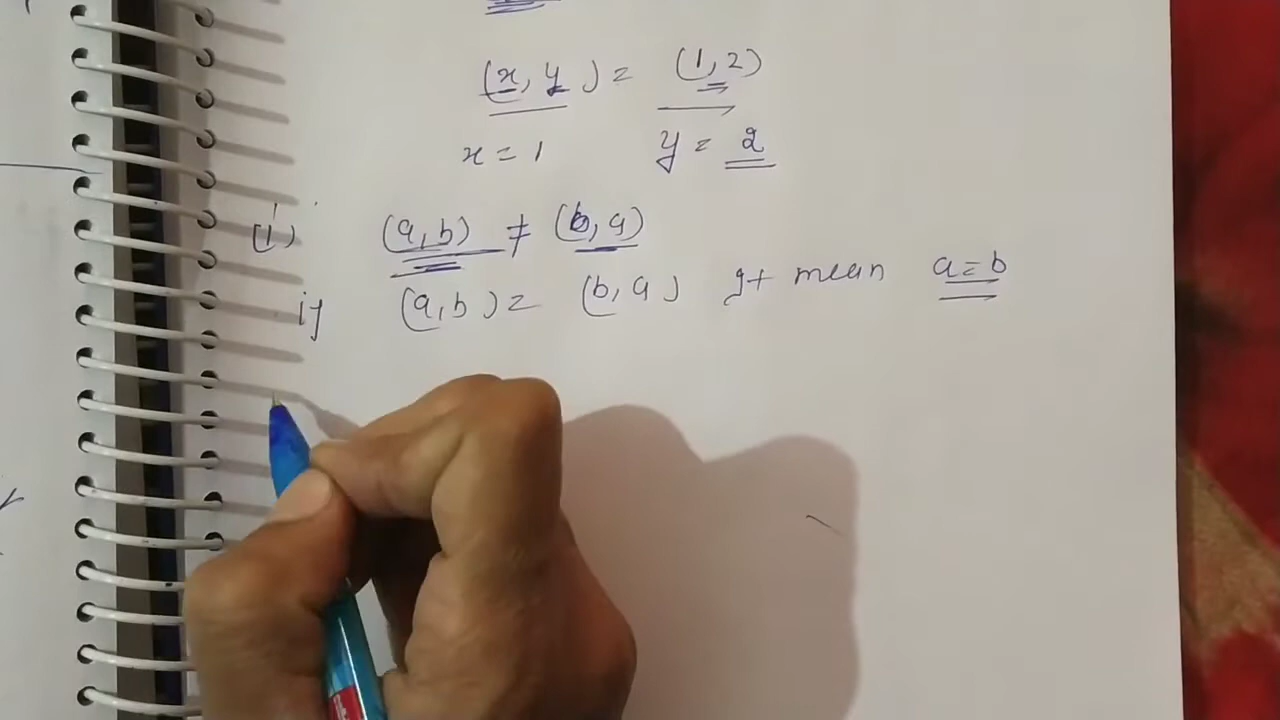 (x, y) = (1, 2)
x = 1 y = 2
(i) (a, b) ≠ (b, a)
if (a, b) = (b, a) It mean a = b